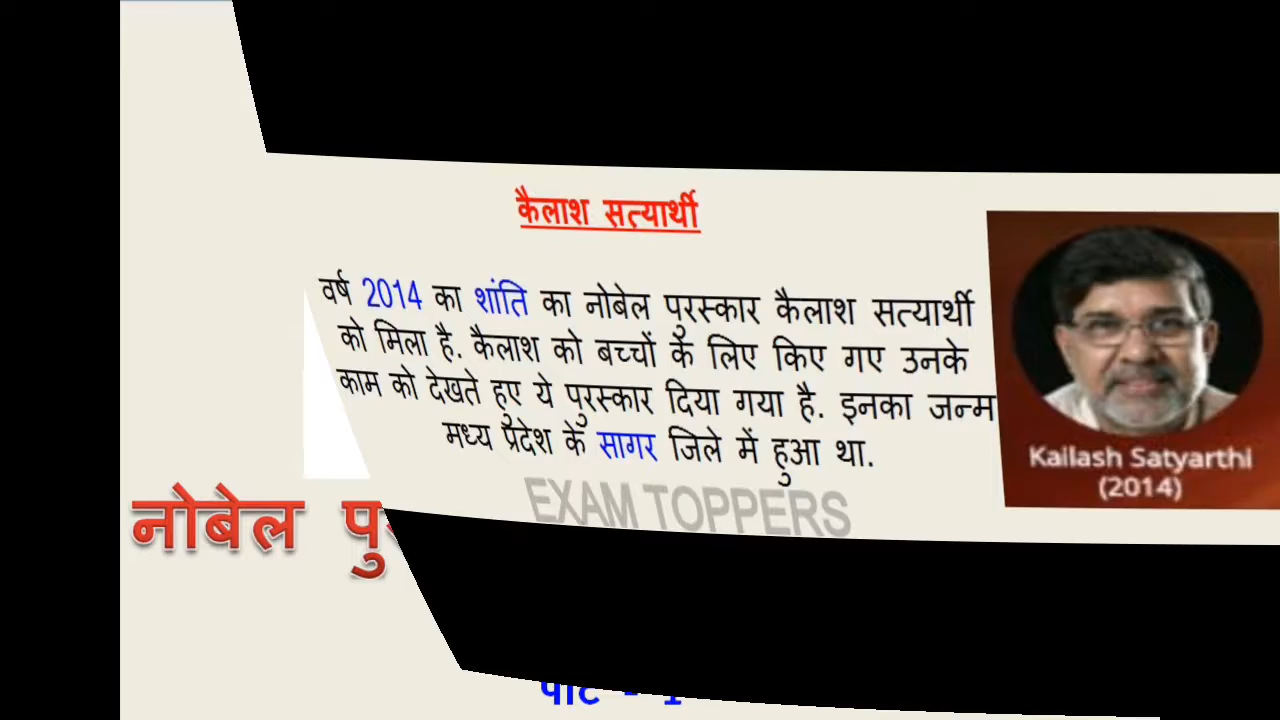 कैलाश सत्यार्थी
वर्ष 2014 का शांति का नोबेल पुरस्कार कैलाश सत्यार्थी
को मिला है. कैलाश को बच्चों के लिए किए गए उनके
काम को देखते हुए ये पुरस्कार दिया गया है. इनका जन्म
मध्य प्रदेश के सागर जिले में हुआ था.
Kailash Satyarthi
(2014)
EXAM TOPPERS
नोबेल